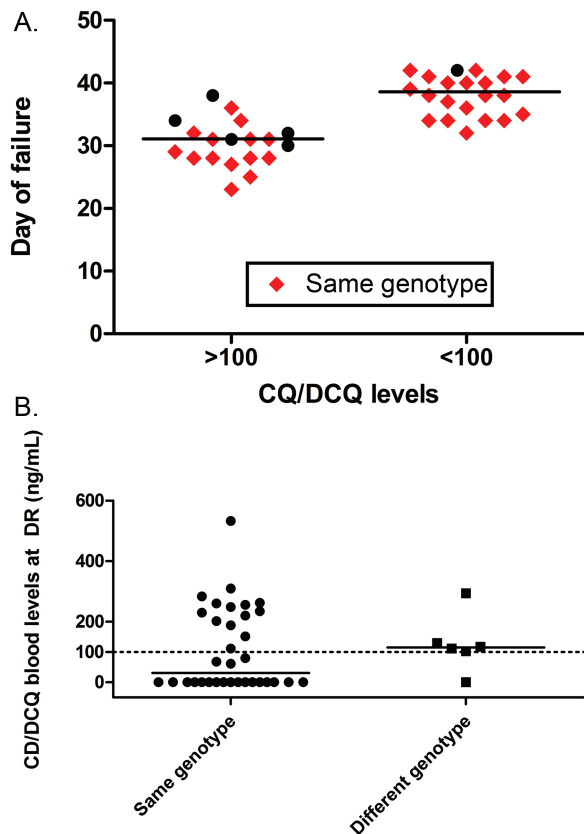 A.
50
40
30
20
10
0
Day of failure
Same genotype
>100
<100
CQ/DCQ levels
B.
CD/DCQ blood levels at DR (ng/mL)
600
400
200
100
0
Same genotype
Different genotype